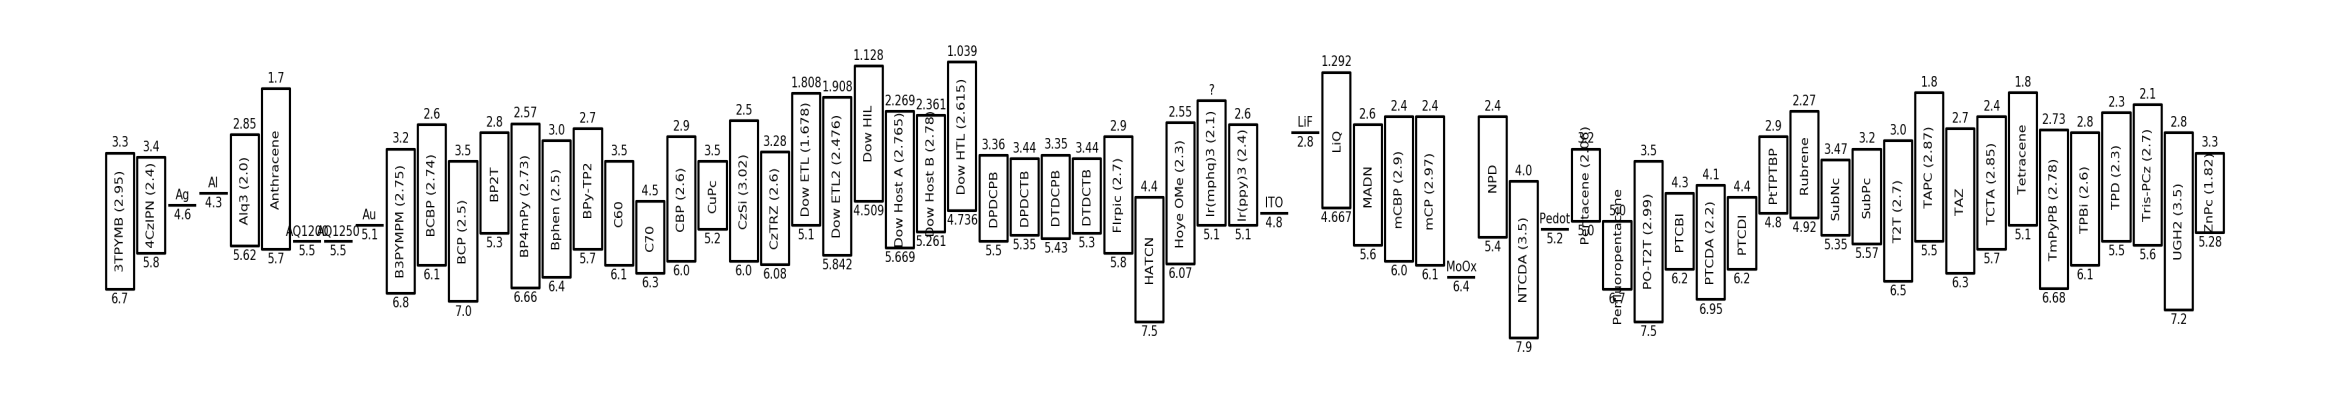 3.3
3TPYMB (2.95)
6.7
3.4
4CzIPN (2.4)
5.8
Ag
4.6
Al
4.3
2.85
Alq3 (2.0)
5.62
1.7
Anthracene
5.7
AQ1200
5.5
AQ1250
5.5
Au
5.1
3.2
B3PYMPM (2.75)
6.8
2.6
BCBP (2.74)
6.1
3.5
BCP (2.5)
7.0
2.8
BP2T
5.3
2.57
BP4mPy (2.73)
6.66
3.0
Bphen (2.5)
6.4
2.7
BPy-TP2
5.7
3.5
C60
6.1
4.5
C70
6.3
2.9
CBP (2.6)
6.0
3.5
CuPc
5.2
2.5
CzSi (3.02)
6.0
3.28
CzTRZ (2.6)
6.08
1.808
Dow ETL (1.678)
5.1
1.908
Dow ETL2 (2.476)
5.842
1.128
Dow HIL
4.509
2.269
Dow Host A (2.765)
5.669
2.361
Dow Host B (2.78)
5.261
1.039
Dow HTL (2.615)
4.736
3.36
DPDCPB
5.5
3.44
DPDCTB
5.35
3.35
DTDCPB
5.43
3.44
DTDCTB
5.3
2.9
FIrpic (2.7)
5.8
4.4
HATCN
7.5
2.55
Hoye OMe (2.3)
6.07
?
Ir(mphq)3 (2.1)
5.1
2.6
Ir(ppy)3 (2.4)
5.1
ITO
4.8
LiF
2.8
1.292
LiQ
4.667
2.6
MADN
5.6
2.4
mCBP (2.9)
6.0
2.4
mCP (2.97)
6.1
MoOx
6.4
2.4
NPD
5.4
4.0
NTCDA (3.5)
7.9
Pedot
5.2
3.2
5.0
5.0
6.7
3.5
PO-T2T (2.99)
7.5
4.3
PTCBI
6.2
4.1
PTCDA (2.2)
6.95
4.4
PTCDI
6.2
2.9
PtTPTBP
4.8
2.27
Rubrene
4.92
3.47
SubNc
5.35
3.2
SubPc
5.57
3.0
T2T (2.7)
6.5
1.8
TAPC (2.87)
5.5
2.7
TAZ
6.3
2.4
TCTA (2.85)
5.7
1.8
Tetracene
5.1
2.73
TmPyPB (2.78)
6.68
2.8
TPBi (2.6)
6.1
2.3
TPD (2.3)
5.5
2.1
Tris-PCz (2.7)
5.6
2.8
UGH2 (3.5)
7.2
3.3
ZnPc (1.82)
5.28